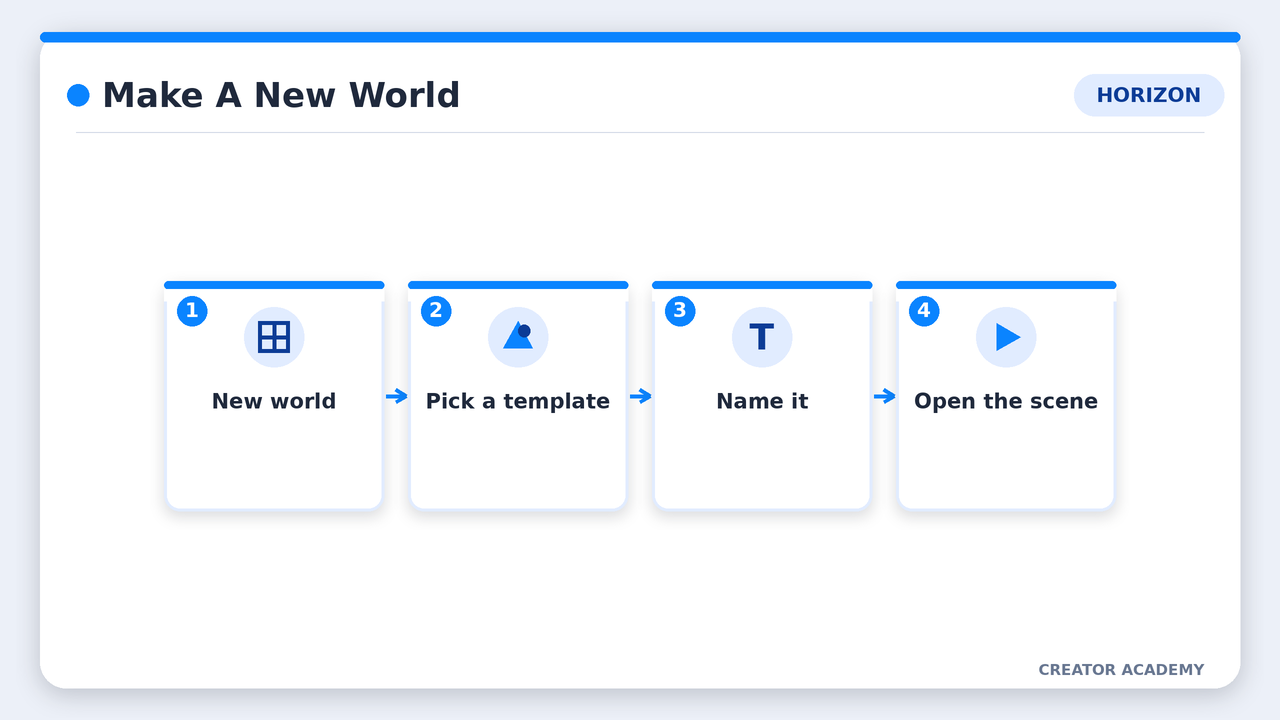 Make A New World
HORIZON
1
New world
2
Pick a template
3
T
Name it
4
Open the scene
CREATOR ACADEMY